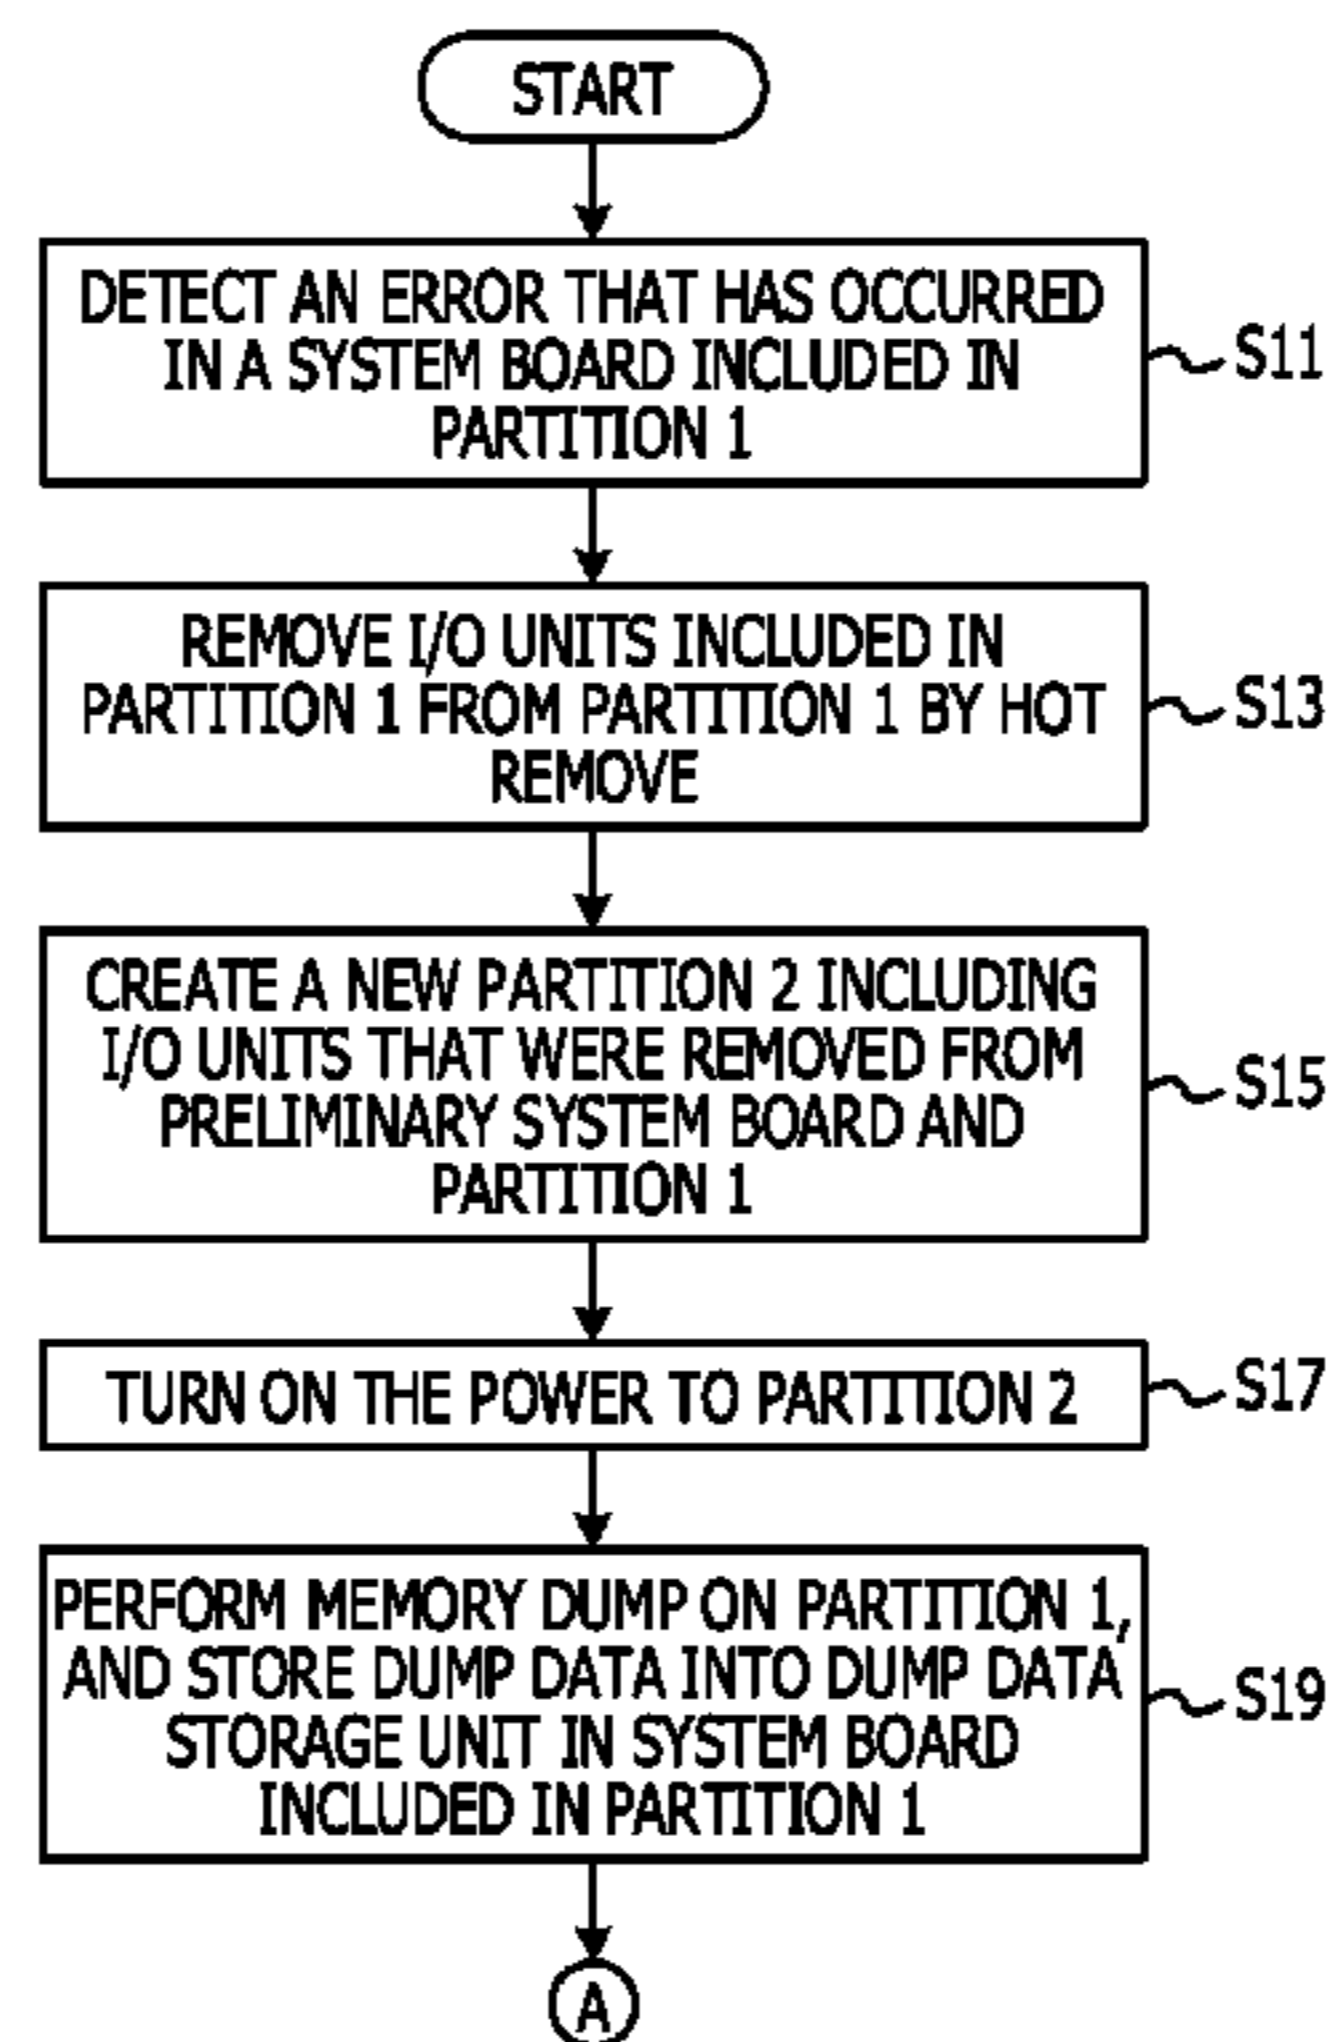 START
DETECT AN ERROR THAT HAS OCCURRED
IN A SYSTEM BOARD INCLUDED IN
PARTITION 1
S11
REMOVE I/O UNITS INCLUDED IN
PARTITION 1 FROM PARTITION 1 BY HOT
REMOVE
S13
CREATE A NEW PARTITION 2 INCLUDING
I/O UNITS THAT WERE REMOVED FROM
PRELIMINARY SYSTEM BOARD AND
PARTITION 1
S15
TURN ON THE POWER TO PARTITION 2
S17
PERFORM MEMORY DUMP ON PARTITION 1,
AND STORE DUMP DATA INTO DUMP DATA
STORAGE UNIT IN SYSTEM BOARD
INCLUDED IN PARTITION 1
S19
A